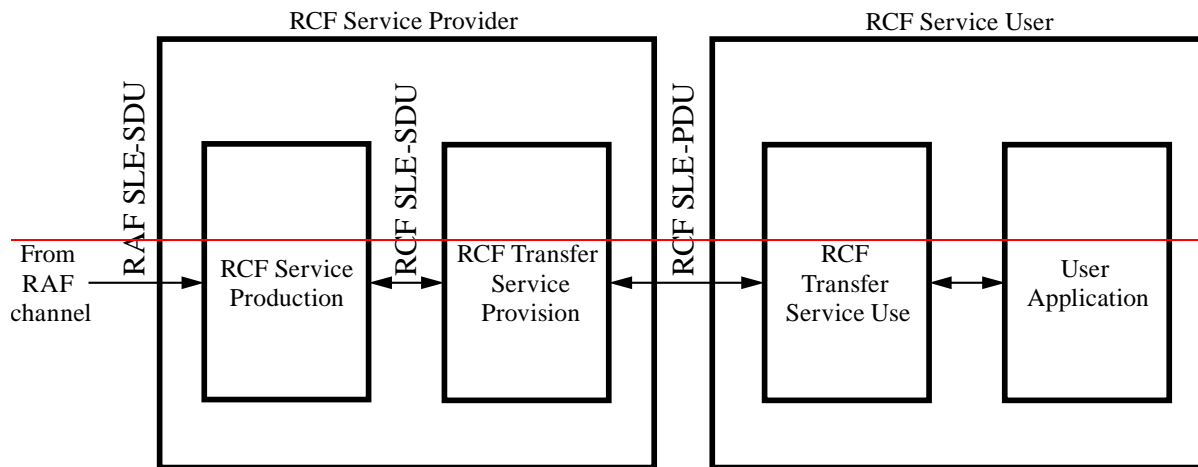 RCF Service Provider
RCF Service User
RAF SLE-SDU
RCF SLE-SDU
RCF SLE-PDU
From
RAF
channel
RCF Service
Production
RCF Transfer
Service
Provision
RCF
Transfer
Service Use
User
Application